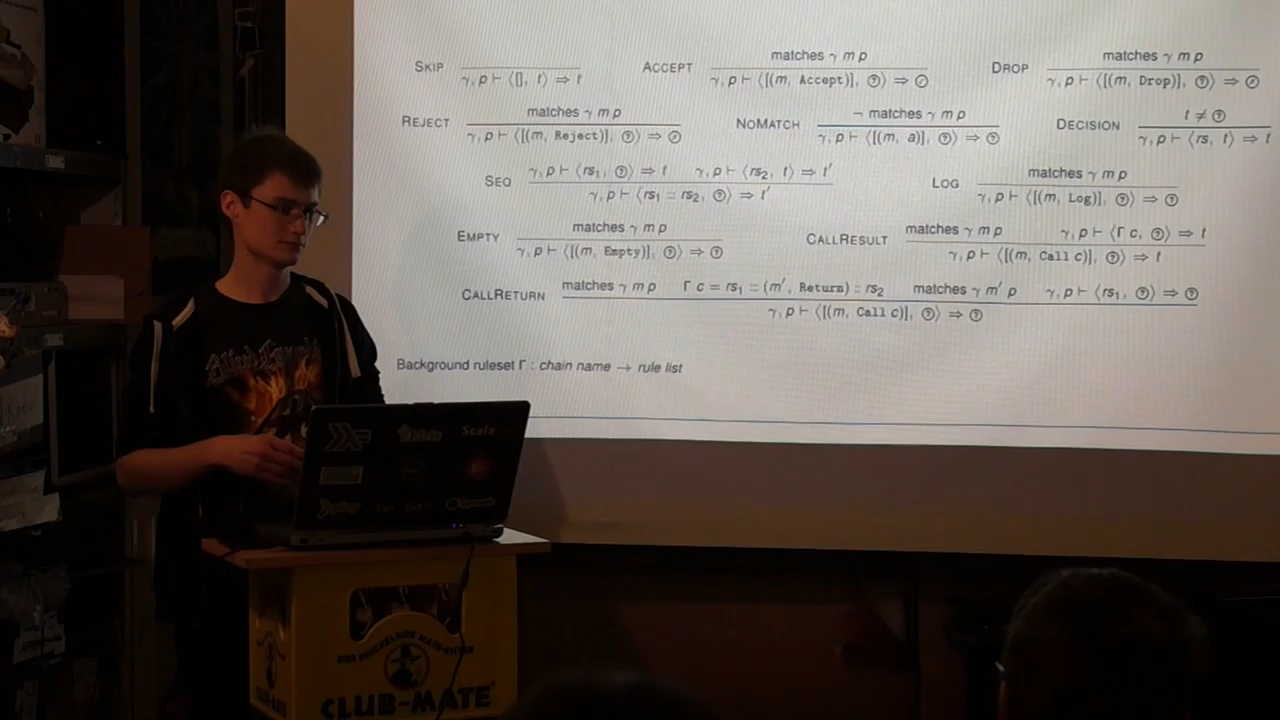 SKIP γ, p ⊢ ⟨[], t⟩ ⇒ t
ACCEPT matches γ m p
γ, p ⊢ ⟨[(m, Accept)], ?⟩ ⇒ ✓
DROP matches γ m p
γ, p ⊢ ⟨[(m, Drop)], ?⟩ ⇒ ✗
REJECT matches γ m p
γ, p ⊢ ⟨[(m, Reject)], ?⟩ ⇒ ✗
NOMATCH ¬ matches γ m p
γ, p ⊢ ⟨[(m, a)], ?⟩ ⇒ ?
DECISION t ≠ ?
γ, p ⊢ ⟨rs, t⟩ ⇒ t
SEQ γ, p ⊢ ⟨rs₁, ?⟩ ⇒ t γ, p ⊢ ⟨rs₂, t⟩ ⇒ t′
γ, p ⊢ ⟨rs₁ :: rs₂, ?⟩ ⇒ t′
LOG matches γ m p
γ, p ⊢ ⟨[(m, Log)], ?⟩ ⇒ ?
EMPTY matches γ m p
γ, p ⊢ ⟨[(m, Empty)], ?⟩ ⇒ ?
CALLRESULT matches γ m p γ, p ⊢ ⟨Γ c, ?⟩ ⇒ t
γ, p ⊢ ⟨[(m, Call c)], ?⟩ ⇒ t
CALLRETURN matches γ m p Γ c = rs₁ :: (m′, Return) :: rs₂ matches γ m′ p γ, p ⊢ ⟨rs₁, ?⟩ ⇒ ?
γ, p ⊢ ⟨[(m, Call c)], ?⟩ ⇒ ?
Background ruleset Γ : chain name → rule list
Scala
CLUB-MATE